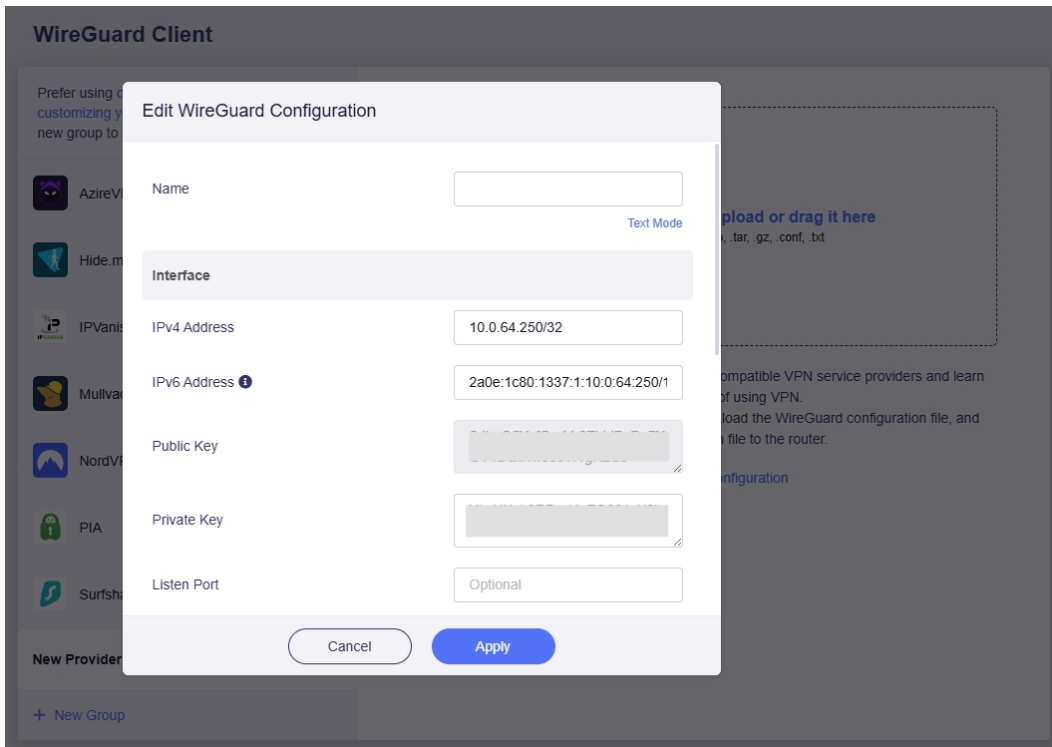 WireGuard Client
Prefer using
customizing y
new group to
AzireV
Hide.m
IPVanis
Mullvad
NordVP
PIA
Surfsha
New Provider
+ New Group
Edit WireGuard Configuration
Name
Text Mode
Interface
IPv4 Address
10.0.64.250/32
IPv6 Address
2a0e:1c80:1337:1:10:0:64:250/1
Public Key
Private Key
Listen Port
Optional
Cancel
Apply
pload or drag it here
, .tar, .gz, .conf, .txt
ompatible VPN service providers and learn
of using VPN.
load the WireGuard configuration file, and
file to the router.
nfiguration